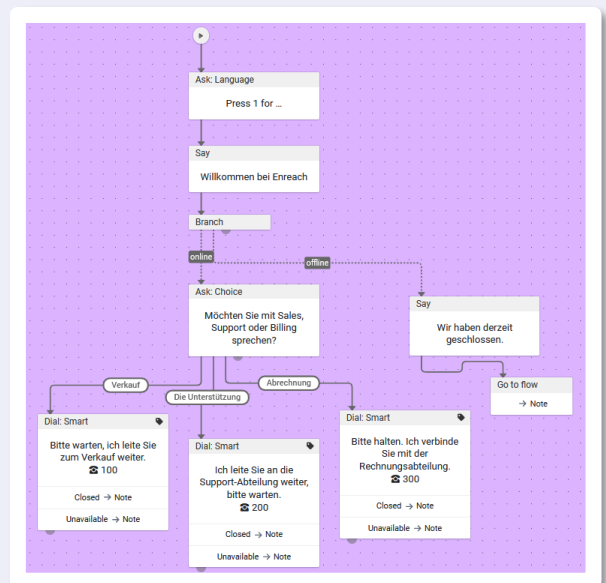 Ask: Language
Press 1 for ...
Say
Willkommen bei Enreach
Branch
online
offline
Ask: Choice
Möchten Sie mit Sales,
Support oder Billing
sprechen?
Say
Wir haben derzeit
geschlossen.
Go to flow
→ Note
Verkauf
Die Unterstützung
Abrechnung
Dial: Smart
Bitte warten, ich leite Sie
zum Verkauf weiter.
☎ 100
Closed → Note
Unavailable → Note
Dial: Smart
Ich leite Sie an die
Support-Abteilung weiter,
bitte warten.
☎ 200
Closed → Note
Unavailable → Note
Dial: Smart
Bitte halten. Ich verbinde
Sie mit der
Rechnungsabteilung.
☎ 300
Closed → Note
Unavailable → Note